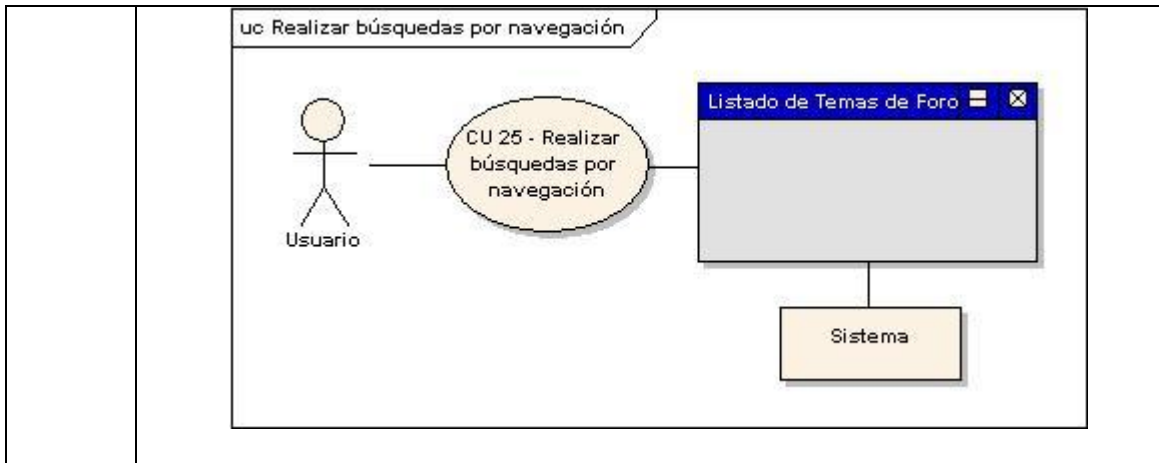 uc Realizar búsquedas por navegación
Listado de Temas de Foro
CU 25 - Realizar
búsquedas por
navegación
Usuario
Sistema